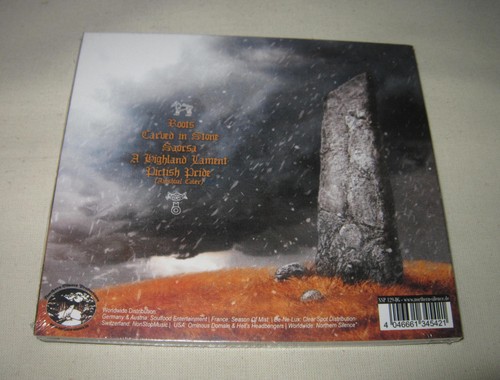 Roots
Carved in Stone
A Highland Lament
Pictish Pride
Worldwide Distribution:
Germany & Austria: Soulfood Entertainment | France: Season Of Mist | Be-Ne-Lux: Clear Spot Distribution
Switzerland: NonStopMusic | USA: Ominous Domain & Hell's Headbangers | Worldwide: Northern Silence
4 046661 345421